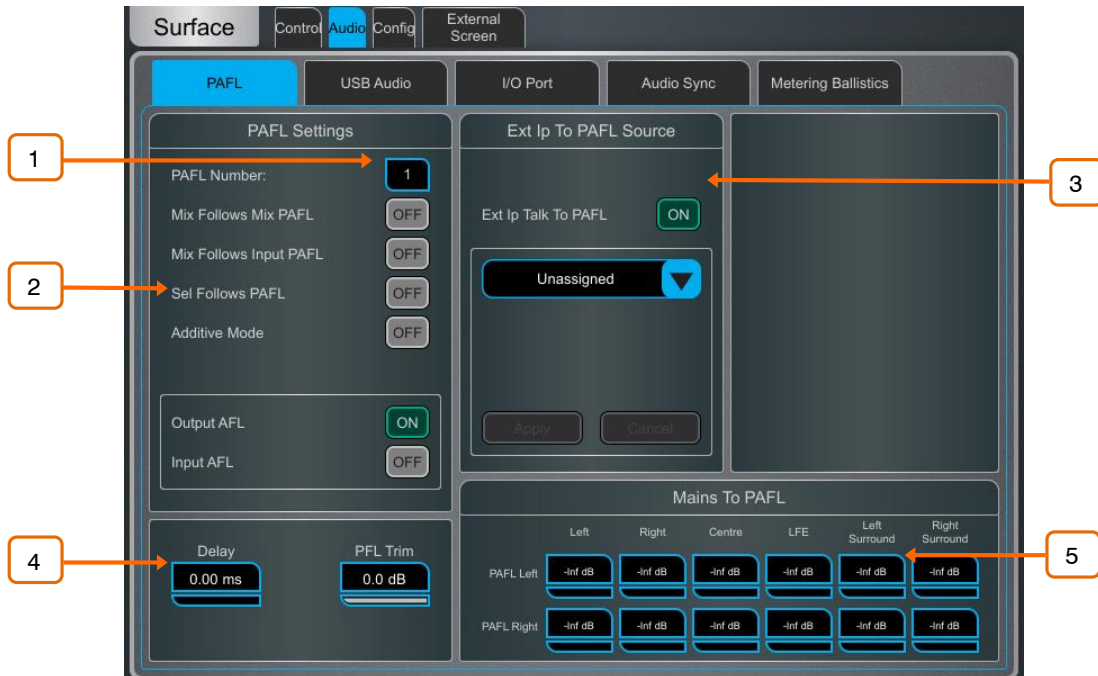 Surface
Control Audio Config External Screen
PAFL USB Audio I/O Port Audio Sync Metering Ballistics
PAFL Settings
1
PAFL Number: 1
Mix Follows Mix PAFL OFF
Mix Follows Input PAFL OFF
2
Sel Follows PAFL OFF
Additive Mode OFF
Output AFL ON
Input AFL OFF
4
Delay PFL Trim
0.00 ms 0.0 dB
Ext Ip To PAFL Source
3
Ext Ip Talk To PAFL ON
Unassigned
Apply Cancel
Mains To PAFL
Left Right Centre LFE Left Surround Right Surround
5
PAFL Left -Inf dB -Inf dB -Inf dB -Inf dB -Inf dB -Inf dB
PAFL Right -Inf dB -Inf dB -Inf dB -Inf dB -Inf dB -Inf dB